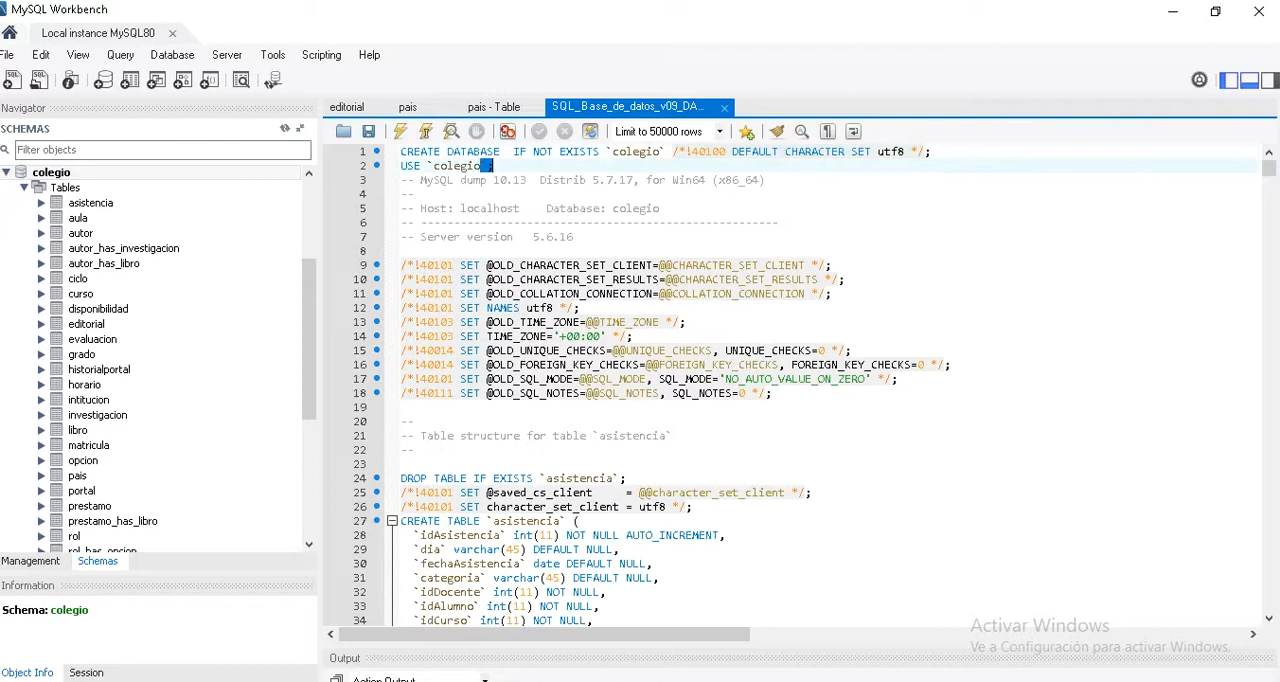 MySQL Workbench
Local instance MySQL80
File Edit View Query Database Server Tools Scripting Help
Navigator
SCHEMAS
Filter objects
colegio
Tables
asistencia
aula
autor
autor_has_investigacion
autor_has_libro
ciclo
curso
disponibilidad
editorial
evaluacion
grado
historialportal
horario
intitucion
investigacion
libro
matricula
opcion
pais
portal
prestamo
prestamo_has_libro
rol
rol_has_opcion
Management Schemas
Information
Schema: colegio
Object Info Session
editorial pais pais - Table SQL_Base_de_datos_v09_DA...
Limit to 50000 rows
1 CREATE DATABASE  IF NOT EXISTS `colegio` /*!40100 DEFAULT CHARACTER SET utf8 */;
2 USE `colegio`;
3 -- MySQL dump 10.13  Distrib 5.7.17, for Win64 (x86_64)
4 --
5 -- Host: localhost    Database: colegio
6 -- ------------------------------------------------------
7 -- Server version	5.6.16
8
9 /*!40101 SET @OLD_CHARACTER_SET_CLIENT=@@CHARACTER_SET_CLIENT */;
10 /*!40101 SET @OLD_CHARACTER_SET_RESULTS=@@CHARACTER_SET_RESULTS */;
11 /*!40101 SET @OLD_COLLATION_CONNECTION=@@COLLATION_CONNECTION */;
12 /*!40101 SET NAMES utf8 */;
13 /*!40103 SET @OLD_TIME_ZONE=@@TIME_ZONE */;
14 /*!40103 SET TIME_ZONE='+00:00' */;
15 /*!40014 SET @OLD_UNIQUE_CHECKS=@@UNIQUE_CHECKS, UNIQUE_CHECKS=0 */;
16 /*!40014 SET @OLD_FOREIGN_KEY_CHECKS=@@FOREIGN_KEY_CHECKS, FOREIGN_KEY_CHECKS=0 */;
17 /*!40101 SET @OLD_SQL_MODE=@@SQL_MODE, SQL_MODE='NO_AUTO_VALUE_ON_ZERO' */;
18 /*!40111 SET @OLD_SQL_NOTES=@@SQL_NOTES, SQL_NOTES=0 */;
19
20 --
21 -- Table structure for table `asistencia`
22 --
23
24 DROP TABLE IF EXISTS `asistencia`;
25 /*!40101 SET @saved_cs_client     = @@character_set_client */;
26 /*!40101 SET character_set_client = utf8 */;
27 CREATE TABLE `asistencia` (
28 `idAsistencia` int(11) NOT NULL AUTO_INCREMENT,
29 `dia` varchar(45) DEFAULT NULL,
30 `fechaAsistencia` date DEFAULT NULL,
31 `categoria` varchar(45) DEFAULT NULL,
32 `idDocente` int(11) NOT NULL,
33 `idAlumno` int(11) NOT NULL,
34 `idCurso` int(11) NOT NULL,
Activar Windows
Ve a Configuración para activar Windows.
Output
Action Output